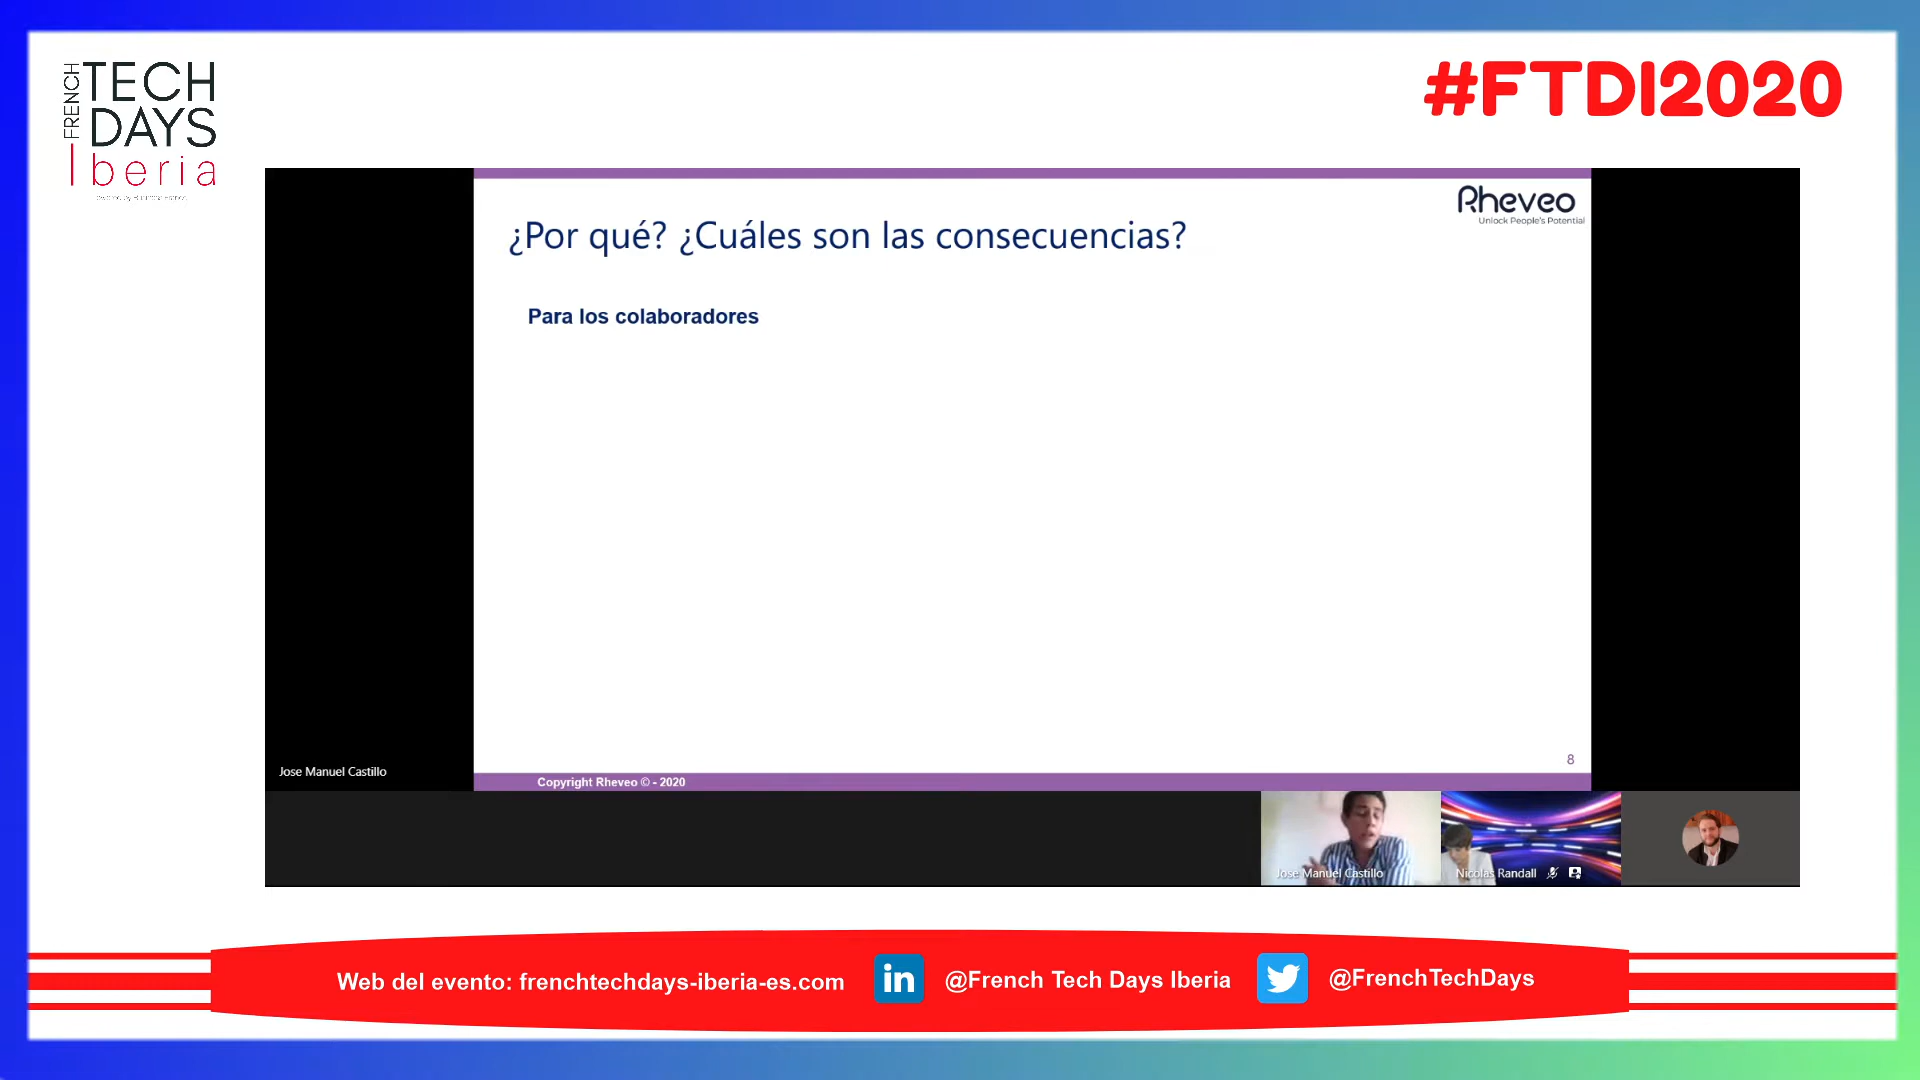 FRENCH
TECH
DAYS
Iberia
#FTDI2020
Rheveo
Unlock People's Potential
¿Por qué? ¿Cuáles son las consecuencias?
Para los colaboradores
8
Jose Manuel Castillo
Copyright Rheveo © - 2020
Jose Manuel Castillo
Nicolas Randall
Web del evento: frenchtechdays-iberia-es.com
in
@French Tech Days Iberia
@FrenchTechDays